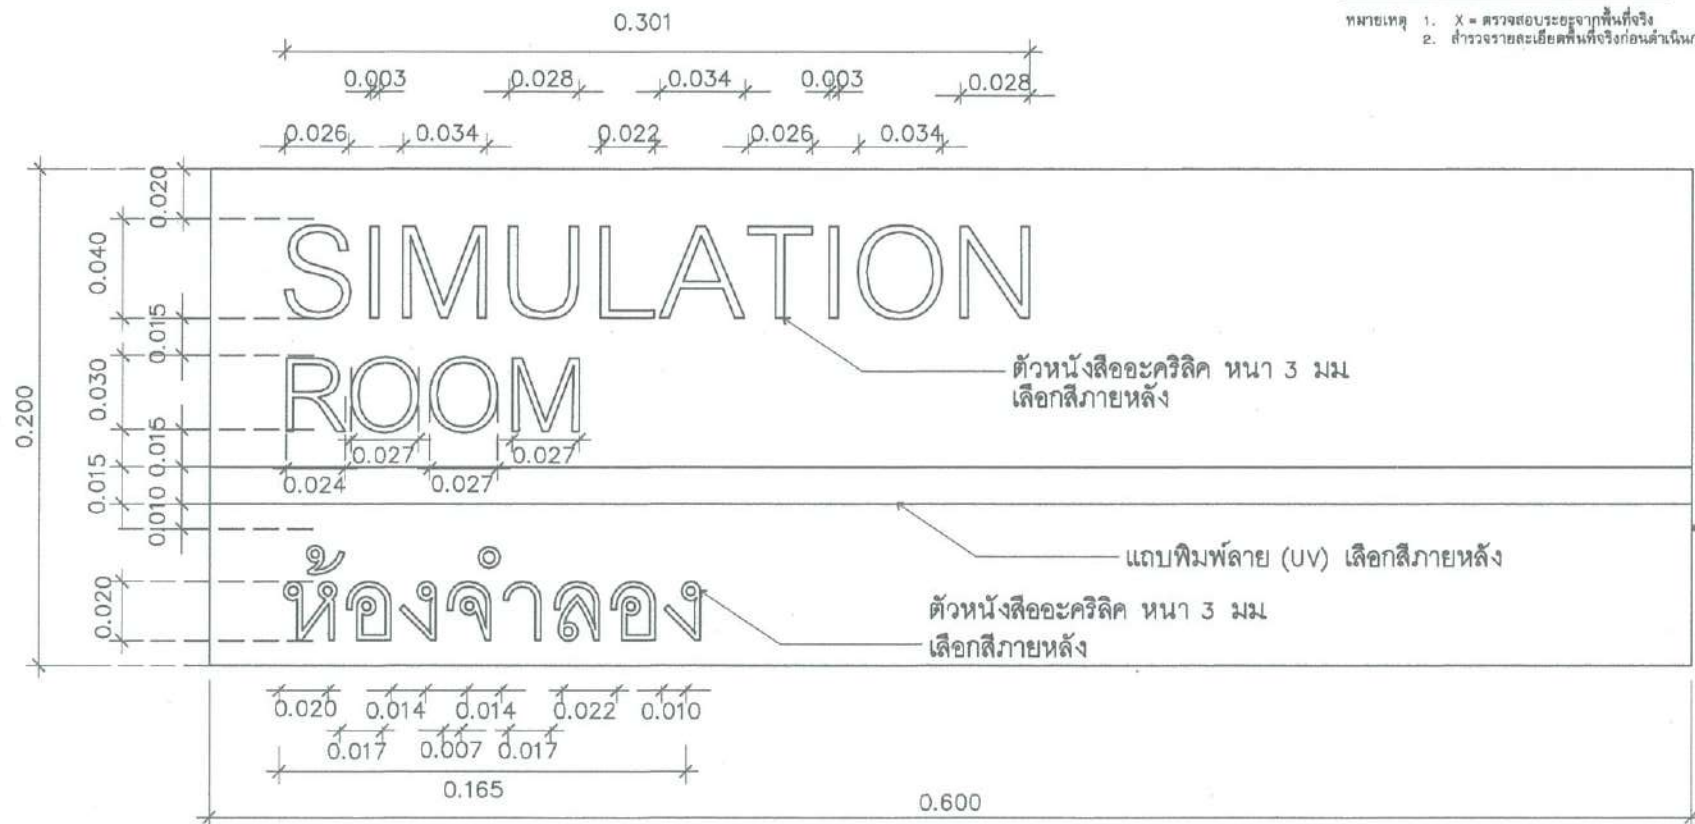 หมายเหตุ 1. X = ตรวจสอบระยะจากพื้นที่จริง
2. สำรวจรายละเอียดพื้นที่จริงก่อนดำเนิน
0.301
0.003 0.028 0.034 0.003 0.028
0.026 0.034 0.022 0.026 0.034
0.020
0.040
SIMULATION
0.015
ตัวหนังสืออะคริลิค หนา 3 มม.
เลือกสีภายหลัง
0.030
ROOM
0.200
0.015
0.027 0.027
0.024 0.027
0.015
0.010
แถบพิมพ์ลาย (UV) เลือกสีภายหลัง
0.020
ห้องจำลอง
ตัวหนังสืออะคริลิค หนา 3 มม.
เลือกสีภายหลัง
0.020 0.014 0.014 0.022 0.010
0.017 0.007 0.017
0.165
0.600